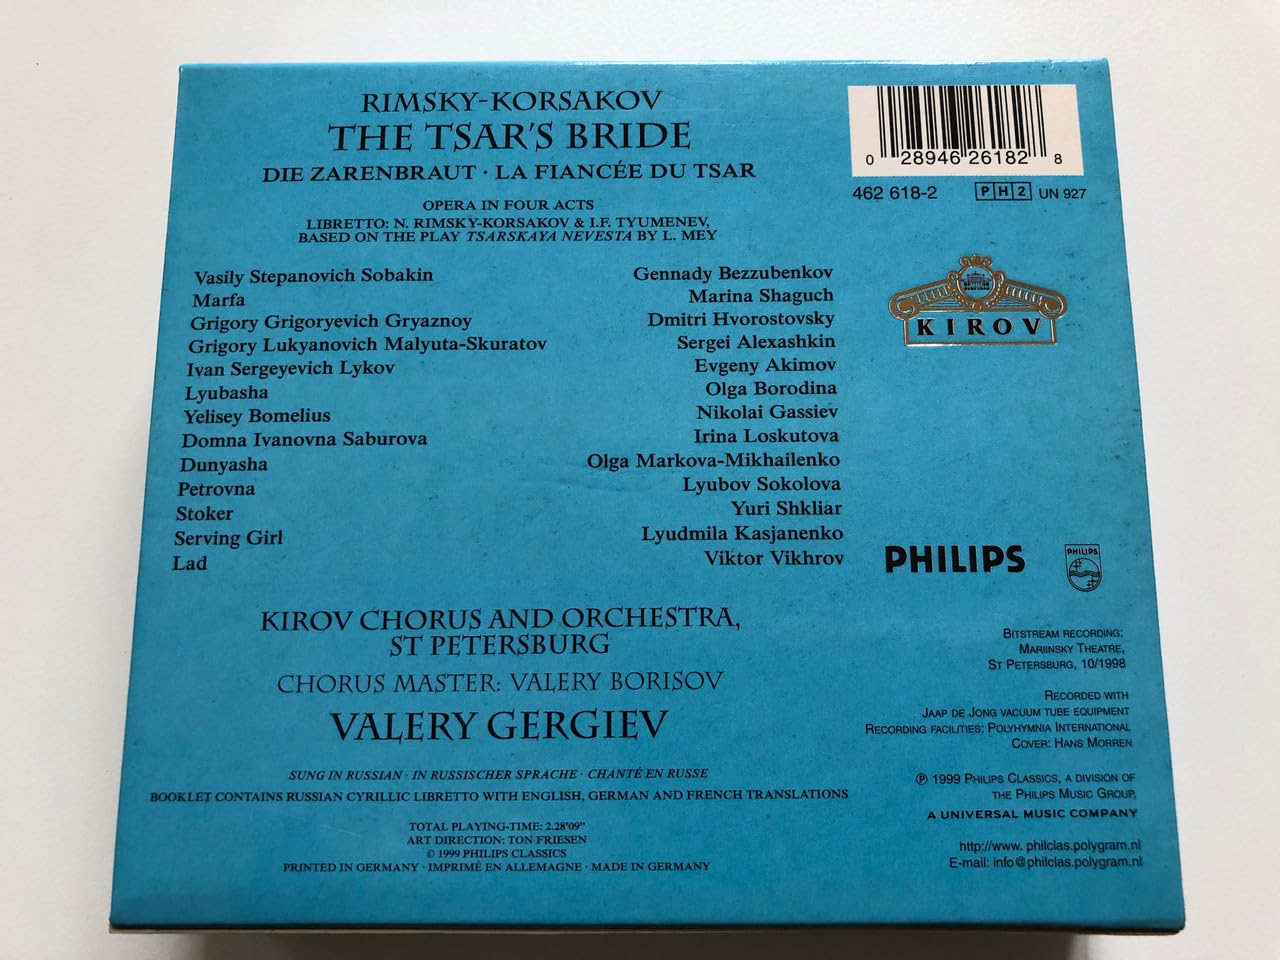 RIMSKY-KORSAKOV
THE TSAR'S BRIDE
DIE ZARENBRAUT · LA FIANCÉE DU TSAR
OPERA IN FOUR ACTS
LIBRETTO: N. RIMSKY-KORSAKOV & I.F. TYUMENEV,
BASED ON THE PLAY TSARSKAYA NEVESTA BY L. MEY
0 28946 26182 8
462 618-2 PH2 UN 927
Vasily Stepanovich Sobakin Gennady Bezzubenkov
Marfa Marina Shaguch
Grigory Grigoryevich Gryaznoy Dmitri Hvorostovsky
Grigory Lukyanovich Malyuta-Skuratov Sergei Alexashkin
Ivan Sergeyevich Lykov Evgeny Akimov
Lyubasha Olga Borodina
Yelisey Bomelius Nikolai Gassiev
Domna Ivanovna Saburova Irina Loskutova
Dunyasha Olga Markova-Mikhailenko
Petrovna Lyubov Sokolova
Stoker Yuri Shkliar
Serving Girl Lyudmila Kasjanenko
Lad Viktor Vikhrov
KIROV
PHILIPS
PHILIPS
KIROV CHORUS AND ORCHESTRA,
ST PETERSBURG
CHORUS MASTER: VALERY BORISOV
VALERY GERGIEV
SUNG IN RUSSIAN · IN RUSSISCHER SPRACHE · CHANTÉ EN RUSSE
BOOKLET CONTAINS RUSSIAN CYRILLIC LIBRETTO WITH ENGLISH, GERMAN AND FRENCH TRANSLATIONS
TOTAL PLAYING-TIME: 2.28'09"
ART DIRECTION: TON FRIESEN
© 1999 PHILIPS CLASSICS
PRINTED IN GERMANY · IMPRIMÉ EN ALLEMAGNE · MADE IN GERMANY
BITSTREAM RECORDING:
MARIINSKY THEATRE,
ST PETERSBURG, 10/1998
RECORDED WITH
JAAP DE JONG VACUUM TUBE EQUIPMENT
RECORDING FACILITIES: POLYHYMNIA INTERNATIONAL
COVER: HANS MORREN
℗ 1999 PHILIPS CLASSICS, A DIVISION OF
THE PHILIPS MUSIC GROUP,
A UNIVERSAL MUSIC COMPANY
http://www. philclas.polygram.nl
E-mail: info@philclas.polygram.nl